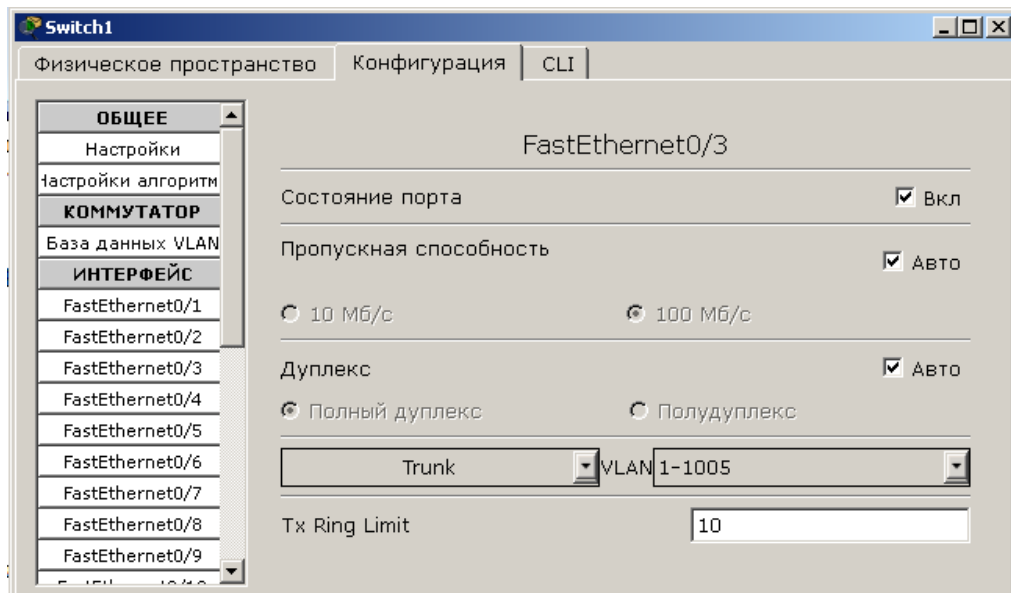 Switch1
Физическое пространство Конфигурация CLI
ОБЩЕЕ
Настройки
Настройки алгоритм
КОММУТАТОР
База данных VLAN
ИНТЕРФЕЙС
FastEthernet0/1
FastEthernet0/2
FastEthernet0/3
FastEthernet0/4
FastEthernet0/5
FastEthernet0/6
FastEthernet0/7
FastEthernet0/8
FastEthernet0/9
FastEthernet0/3
Состояние порта Вкл
Пропускная способность Авто
10 Мб/с 100 Мб/с
Дуплекс Авто
Полный дуплекс Полудуплекс
Trunk VLAN 1-1005
Tx Ring Limit 10